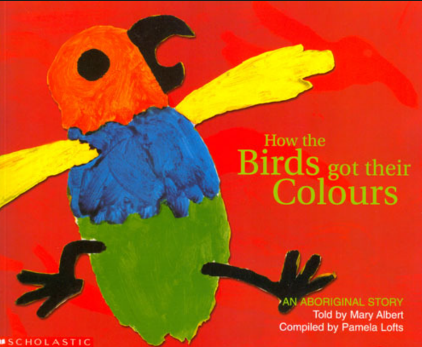 How the
Birds got their
Colours
AN ABORIGINAL STORY
Told by Mary Albert
Compiled by Pamela Lofts
SCHOLASTIC